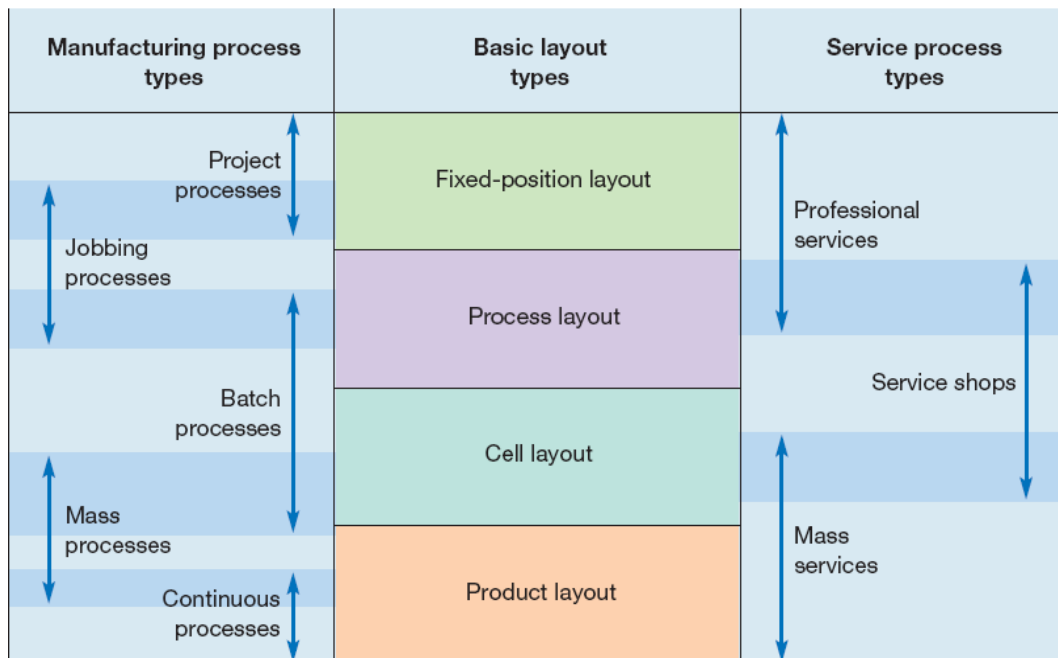 Manufacturing process
types
Basic layout
types
Service process
types
Project
processes
Jobbing
processes
Batch
processes
Mass
processes
Continuous
processes
Fixed-position layout
Process layout
Cell layout
Product layout
Professional
services
Service shops
Mass
services